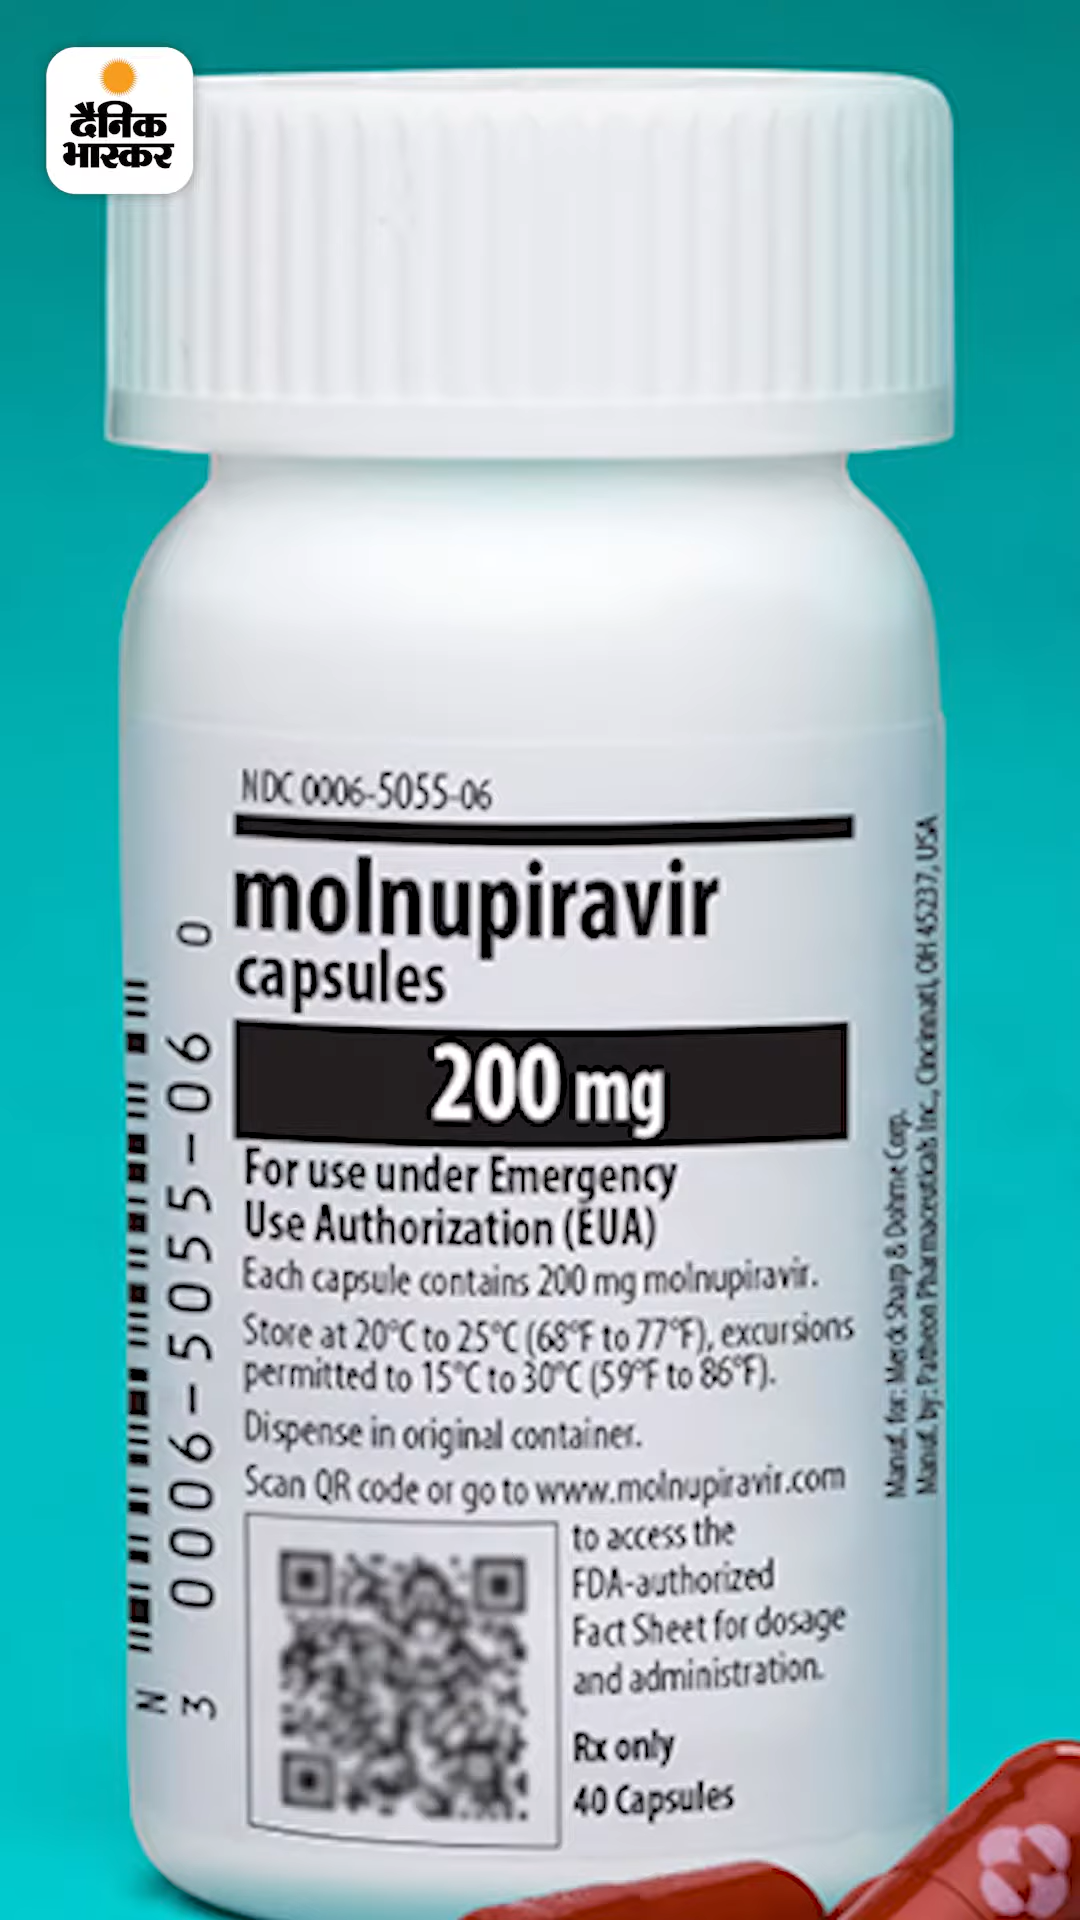 दैनिक
भास्कर
NDC 0006-5055-06
molnupiravir
capsules
200 mg
For use under Emergency
Use Authorization (EUA)
Each capsule contains 200 mg molnupiravir.
Store at 20°C to 25°C (68°F to 77°F), excursions
permitted to 15°C to 30°C (59°F to 86°F).
Dispense in original container.
Scan QR code or go to www.molnupiravir.com
to access the
FDA-authorized
Fact Sheet for dosage
and administration.
Rx only
40 Capsules
N
3 0006-5055-06 0
Manuf. for: Merck Sharp & Dohme Corp.
Manuf. by: Patheon Pharmaceuticals Inc., Cincinnati, OH 45237, USA